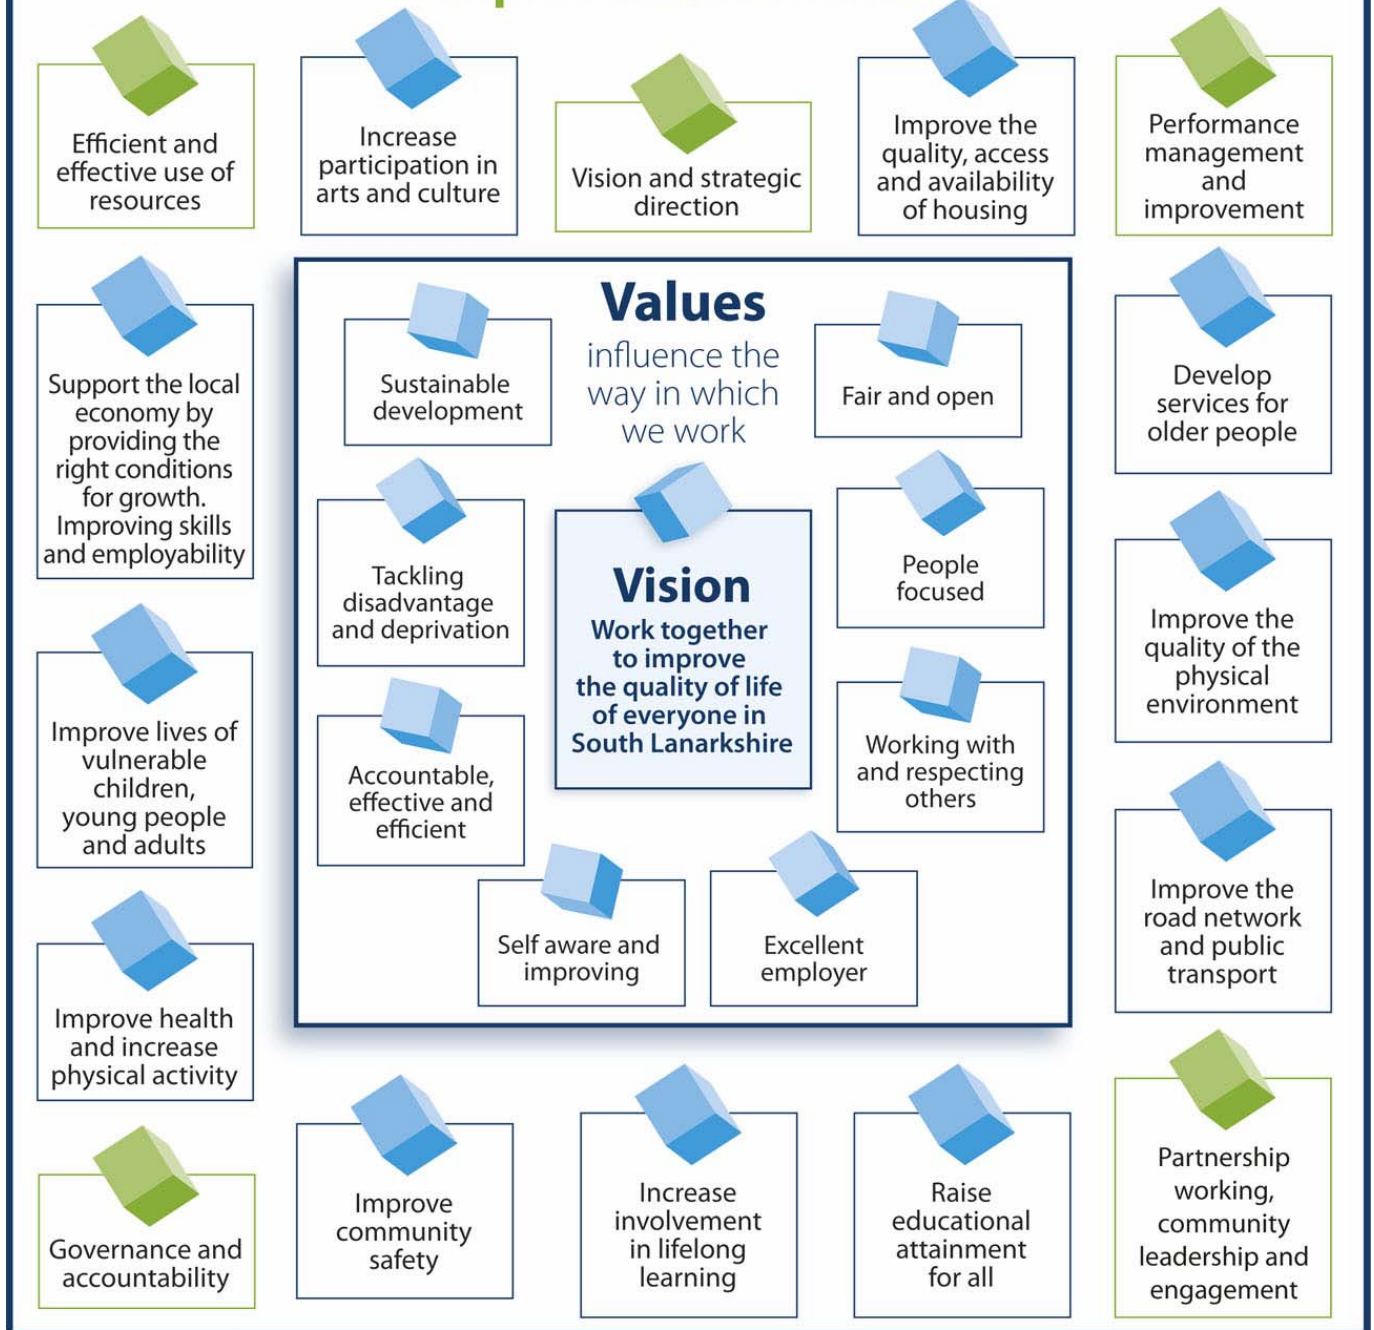 Efficient and
effective use of
resources
Increase
participation in
arts and culture
Vision and strategic
direction
Improve the
quality, access
and availability
of housing
Performance
management
and
improvement
Support the local
economy by
providing the
right conditions
for growth.
Improving skills
and employability
Improve lives of
vulnerable
children,
young people
and adults
Improve health
and increase
physical activity
Governance and
accountability
Values
influence the
way in which
we work
Sustainable
development
Fair and open
Tackling
disadvantage
and deprivation
People
focused
Vision
Work together
to improve
the quality of life
of everyone in
South Lanarkshire
Accountable,
effective and
efficient
Working with
and respecting
others
Self aware and
improving
Excellent
employer
Develop
services for
older people
Improve the
quality of the
physical
environment
Improve the
road network
and public
transport
Improve
community
safety
Increase
involvement
in lifelong
learning
Raise
educational
attainment
for all
Partnership
working,
community
leadership and
engagement